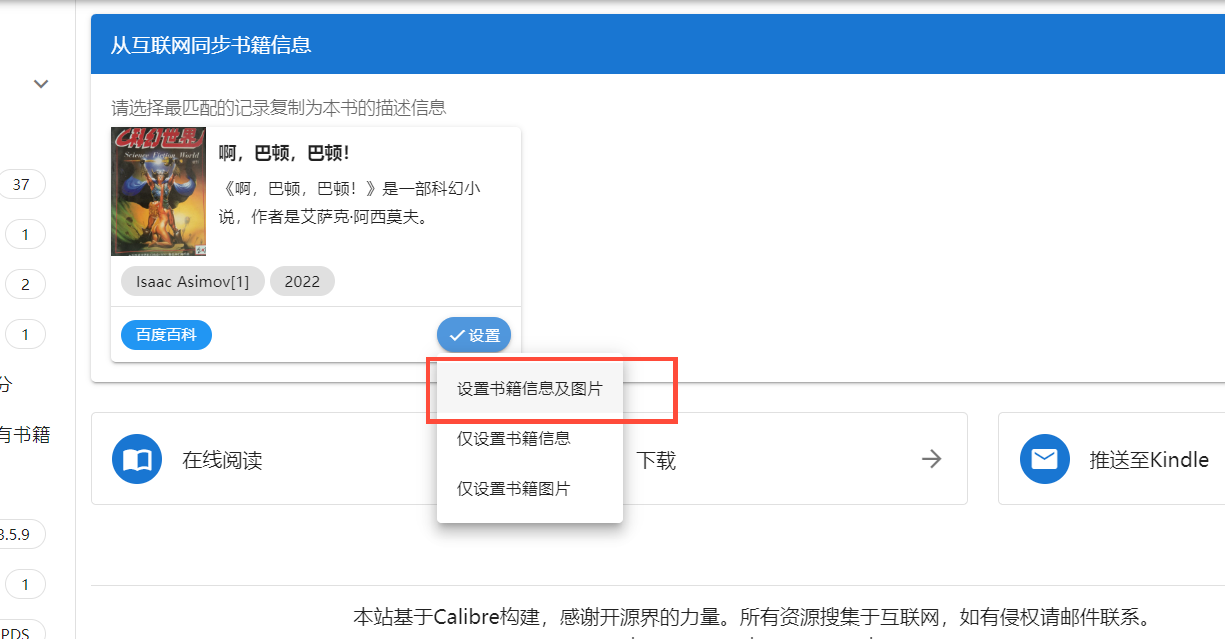 从互联网同步书籍信息
请选择最匹配的记录复制为本书的描述信息
科幻世界
Science Fiction World
啊，巴顿，巴顿！
《啊，巴顿，巴顿！》是一部科幻小
说，作者是艾萨克·阿西莫夫。
Isaac Asimov[1]
2022
百度百科
设置
设置书籍信息及图片
仅设置书籍信息
仅设置书籍图片
37
1
2
1
分
有书籍
3.5.9
1
PDS
在线阅读
下载
推送至Kindle
本站基于Calibre构建，感谢开源界的力量。所有资源搜集于互联网，如有侵权请邮件联系。